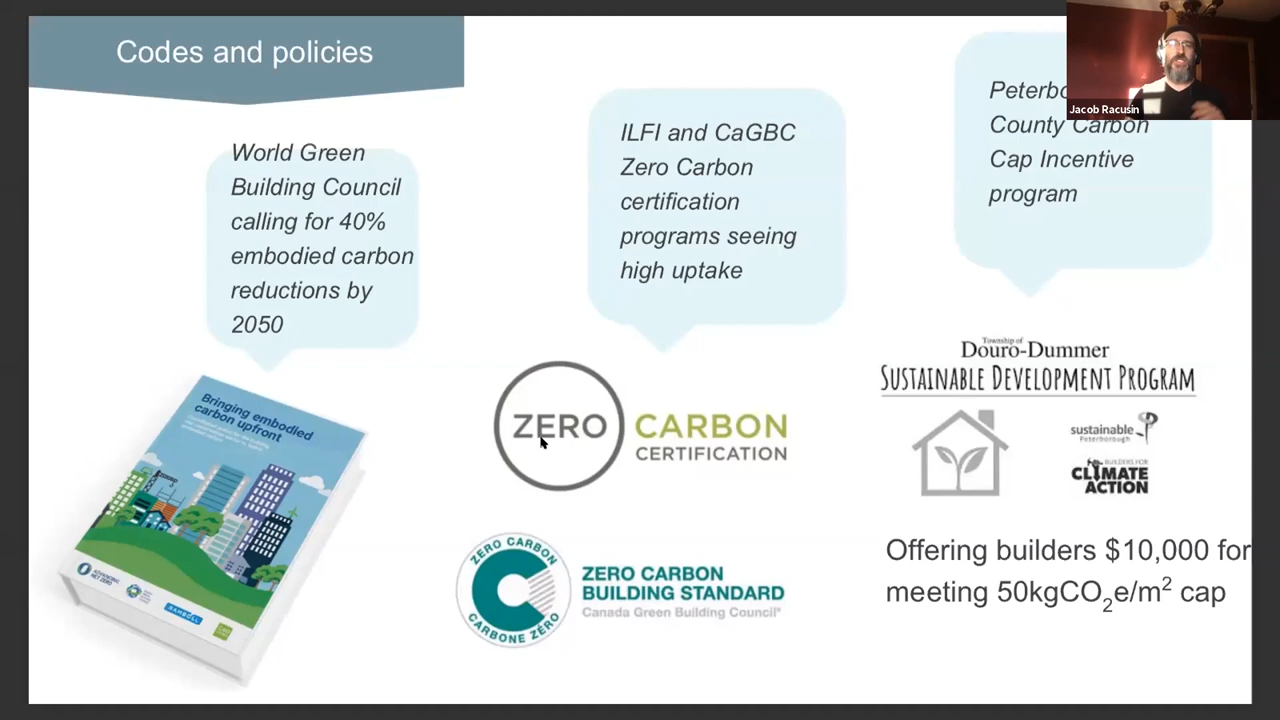 Codes and policies
World Green
Building Council
calling for 40%
embodied carbon
reductions by
2050
ILFI and CaGBC
Zero Carbon
certification
programs seeing
high uptake
County Carbon
Cap Incentive
program
Jacob Racusin
Bringing embodied
carbon upfront
RAMBOLL
ZERO CARBON
CERTIFICATION
ZERO CARBON
CARBONE ZÉRO
ZERO CARBON
BUILDING STANDARD
Canada Green Building Council®
Township of
DOURO-DUMMER
SUSTAINABLE DEVELOPMENT PROGRAM
sustainable
Peterborough
BUILDERS FOR
CLIMATE
ACTION
Offering builders $10,000 for
meeting 50kgCO₂e/m² cap